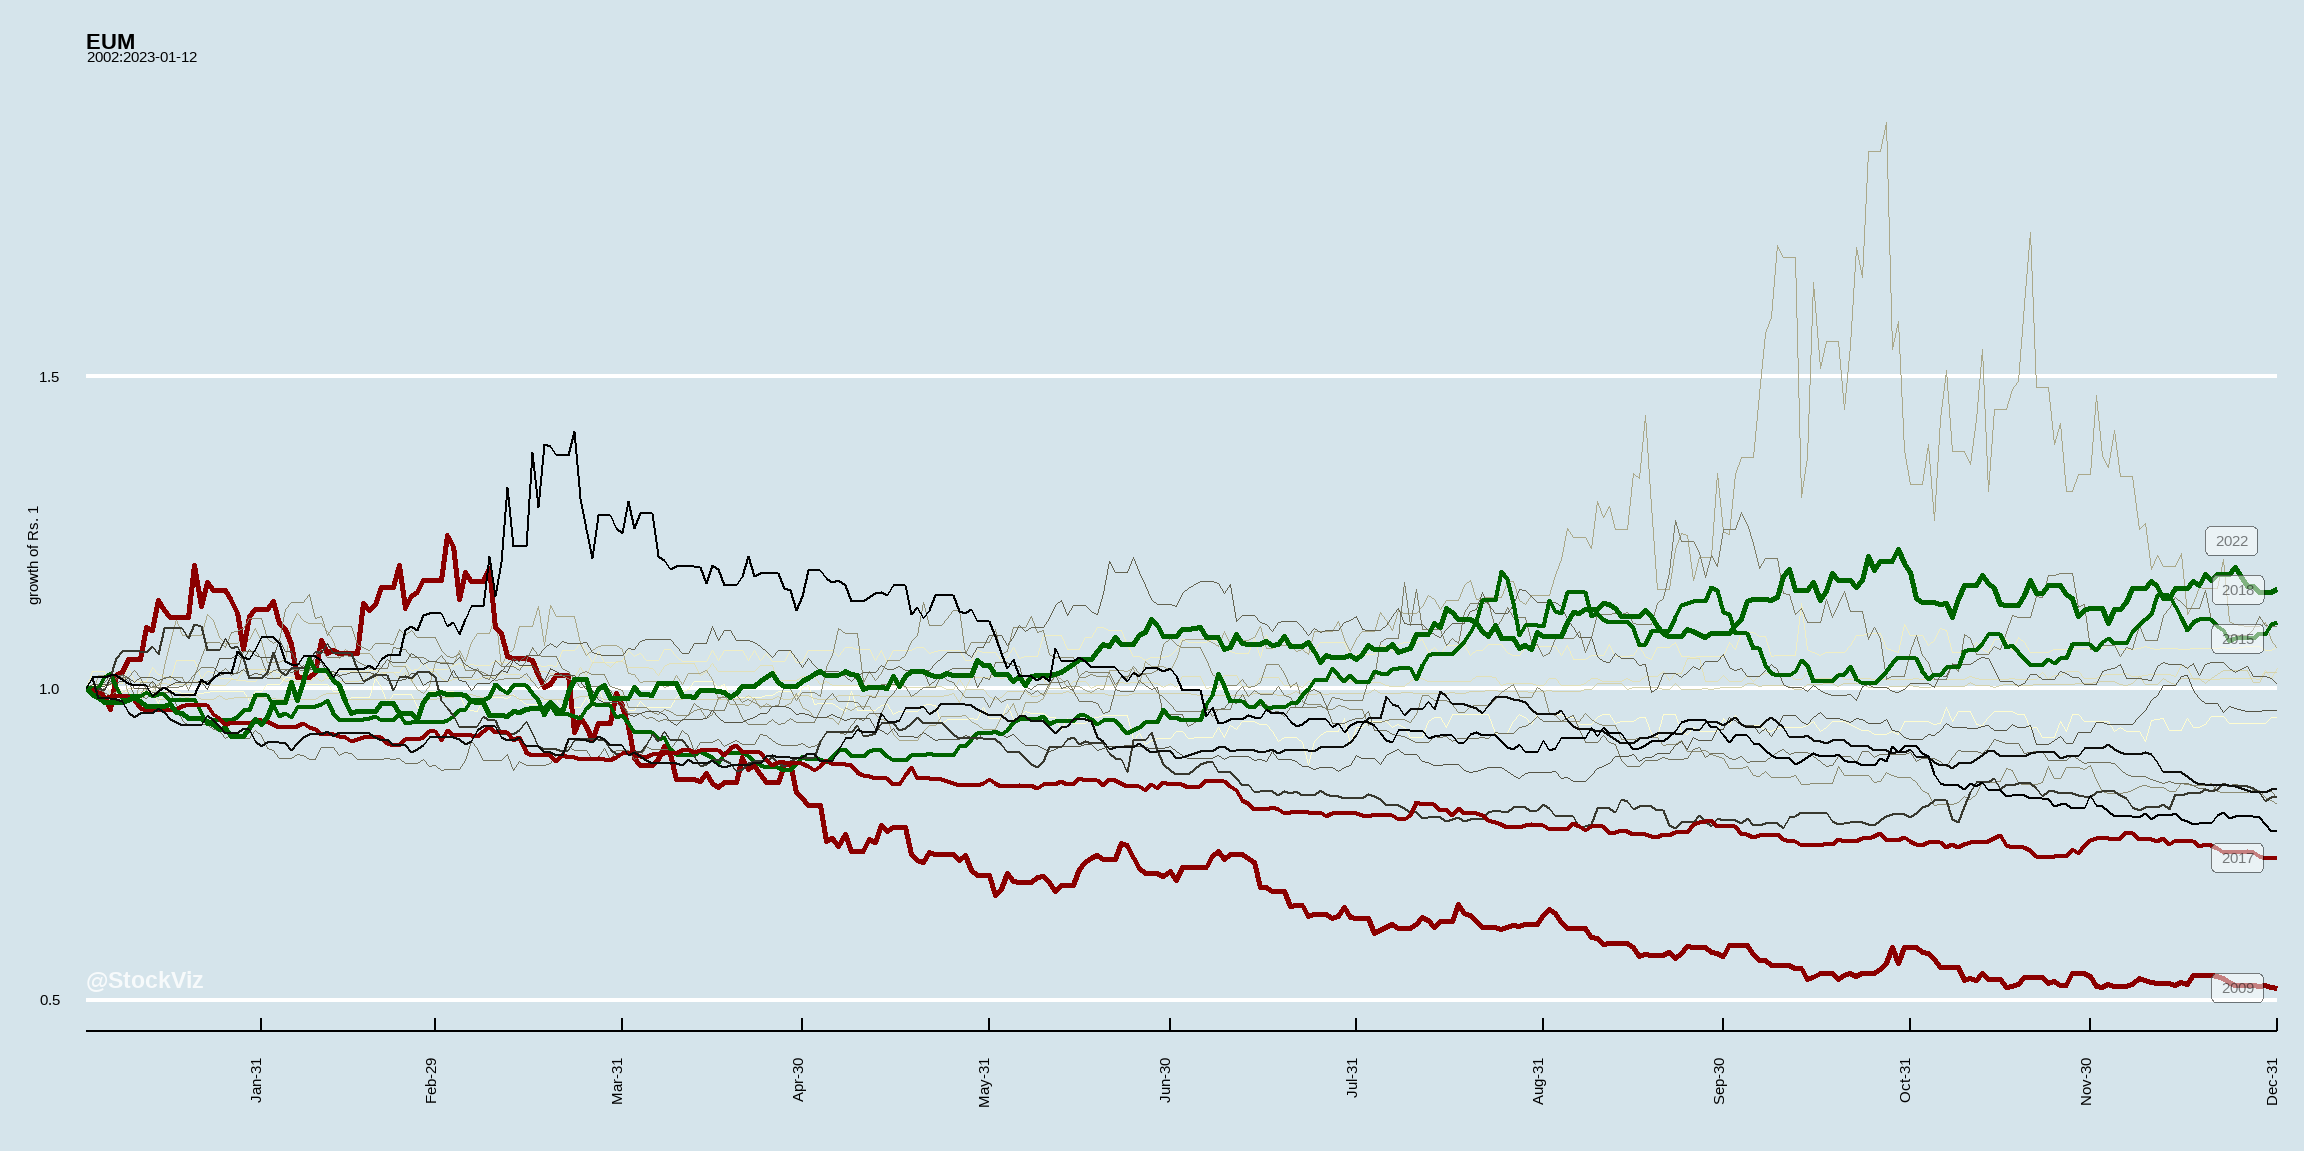 EUM
2002:2023-01-12
growth of Rs. 1
1.5
1.0
0.5
2022
2018
2015
2017
2009
@StockViz
Jan-31
Feb-29
Mar-31
Apr-30
May-31
Jun-30
Jul-31
Aug-31
Sep-30
Oct-31
Nov-30
Dec-31